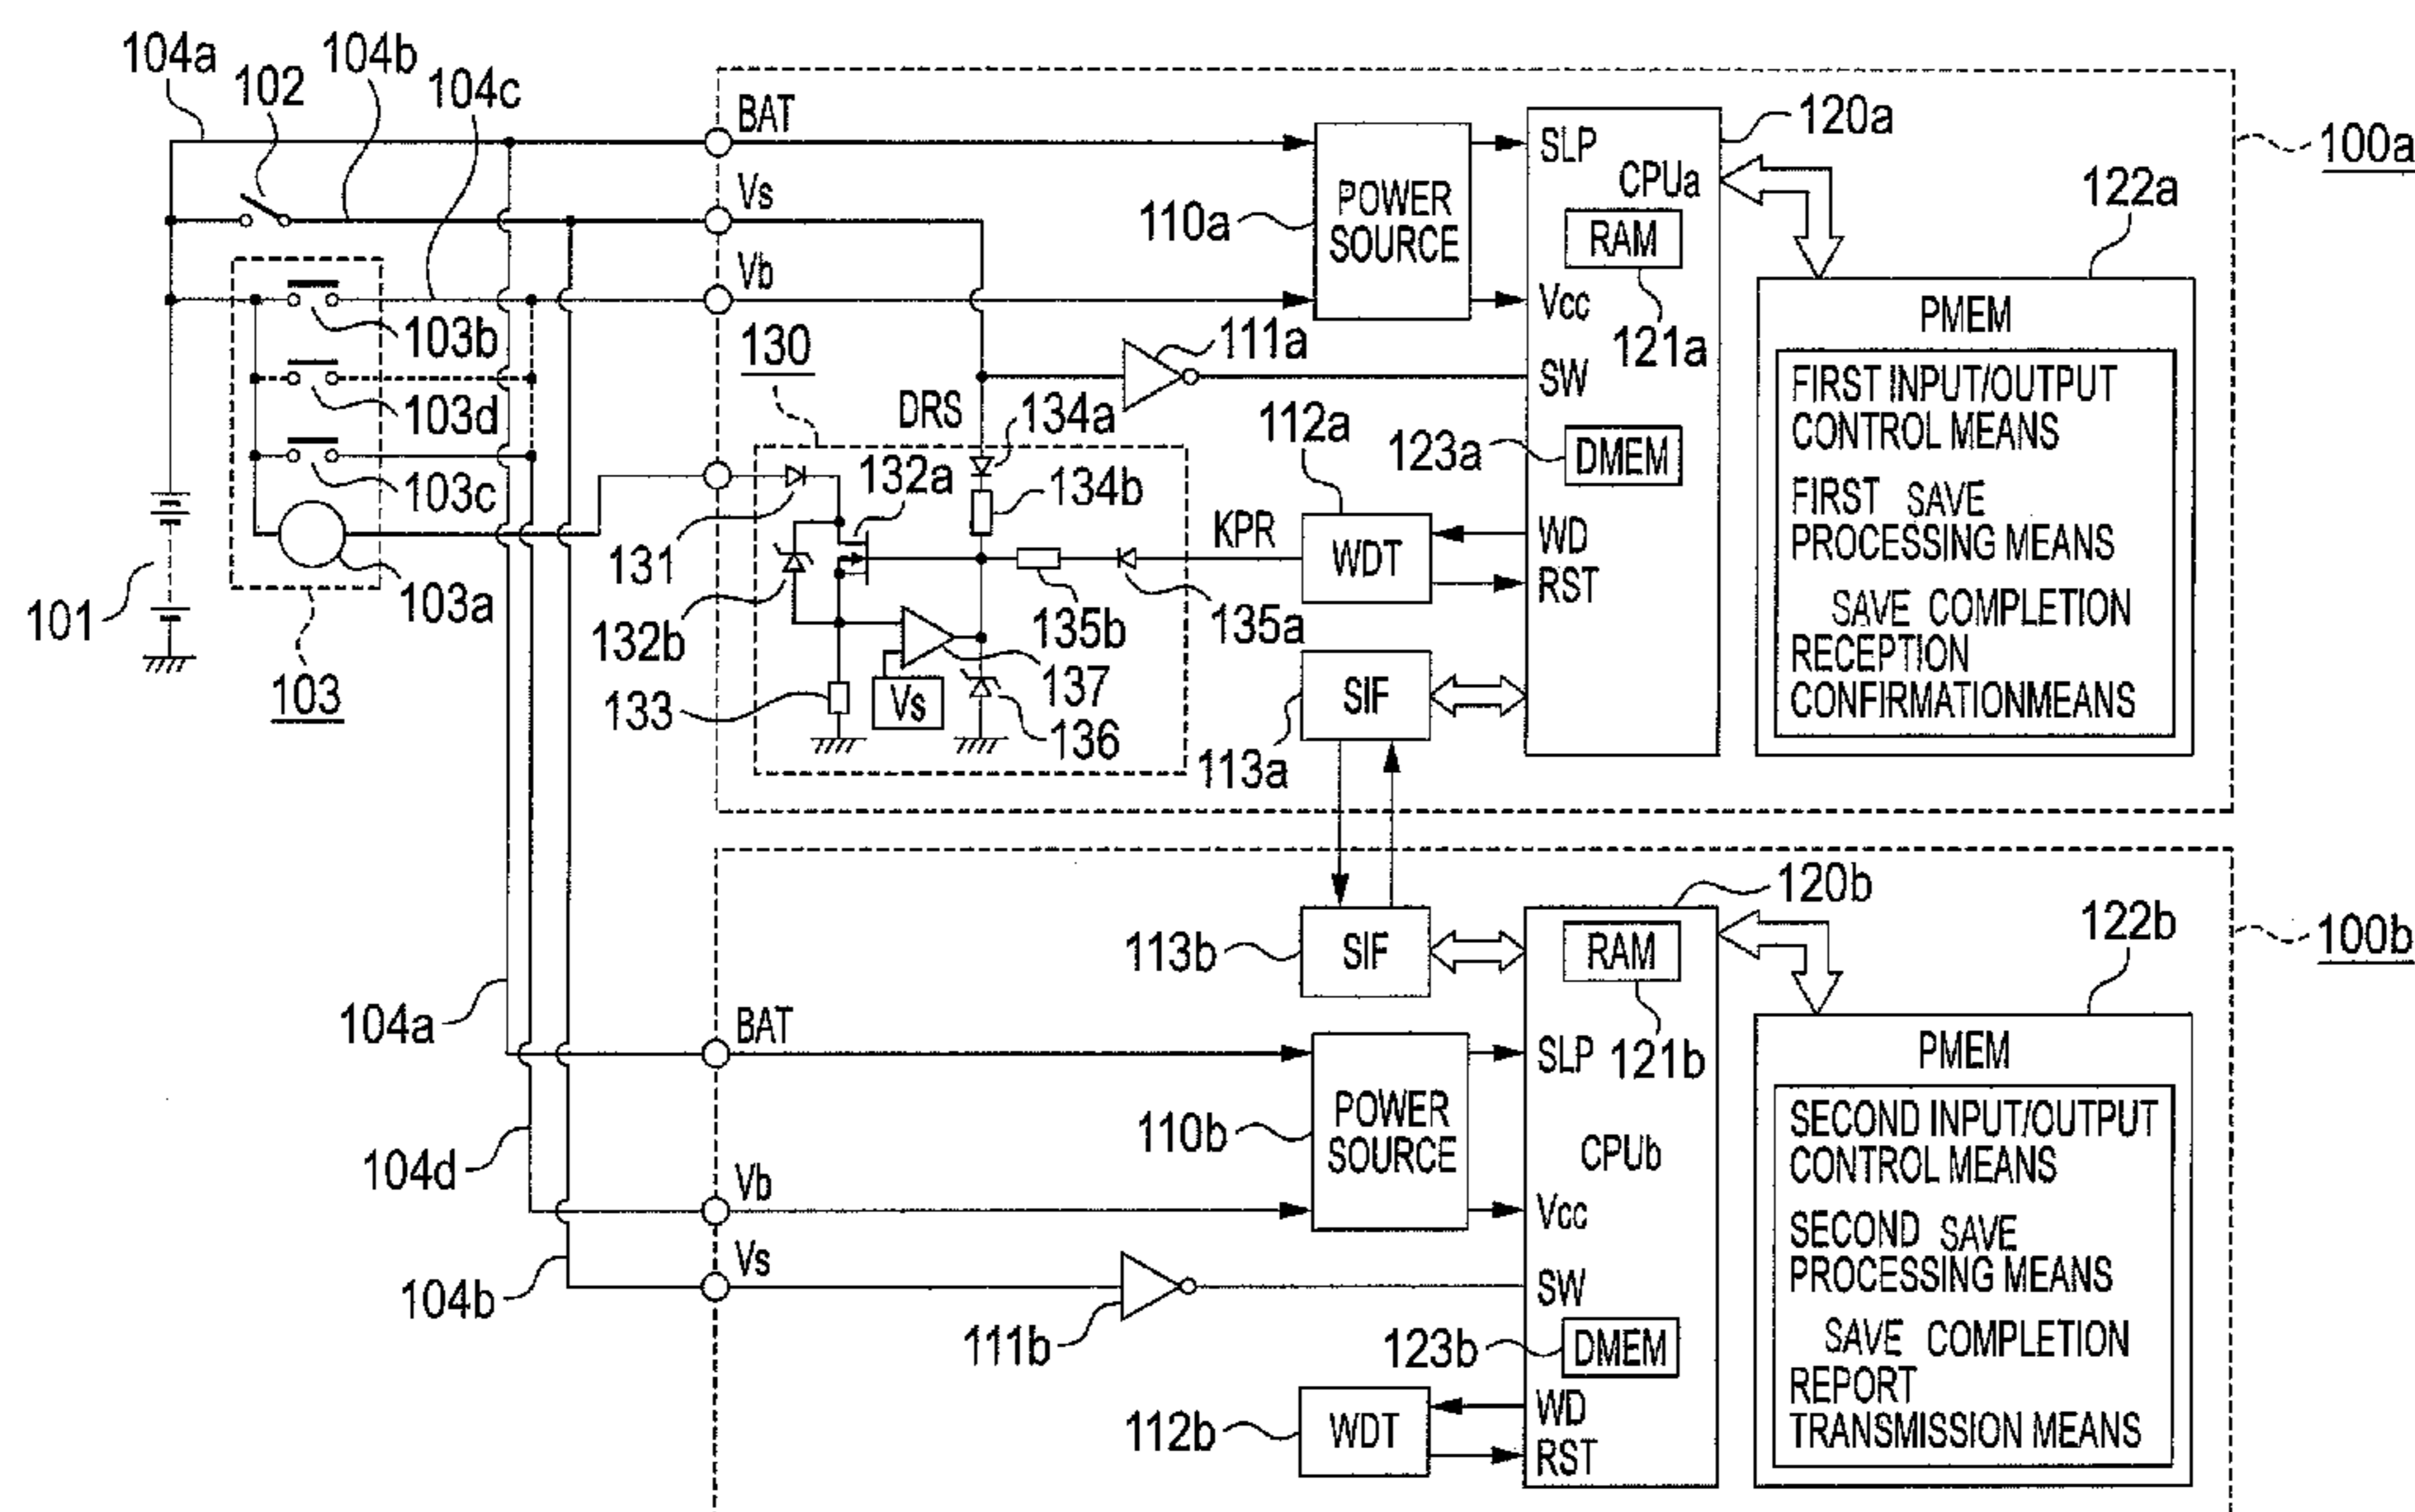 104a
102
104b
104c
BAT
Vs
Vb
POWER
SOURCE
110a
SLP
CPUa
RAM
121a
Vcc
SW
123a
DMEM
WD
RST
120a
100a
122a
PMEM
FIRST INPUT/OUTPUT
CONTROL MEANS
FIRST SAVE
PROCESSING MEANS
SAVE COMPLETION
RECEPTION
CONFIRMATIONMEANS
103b
103d
103c
103a
103
101
130
DRS
111a
134a
112a
132a
134b
131
KPR
WDT
132b
135b
135a
133
Vs
137
136
SIF
113a
113b
SIF
120b
RAM
121b
100b
122b
104a
BAT
110b
POWER
SOURCE
SLP
CPUb
PMEM
SECOND INPUT/OUTPUT
CONTROL MEANS
SECOND SAVE
PROCESSING MEANS
SAVE COMPLETION
REPORT
TRANSMISSION MEANS
104d
Vb
Vcc
104b
Vs
111b
SW
123b
DMEM
112b
WDT
WD
RST